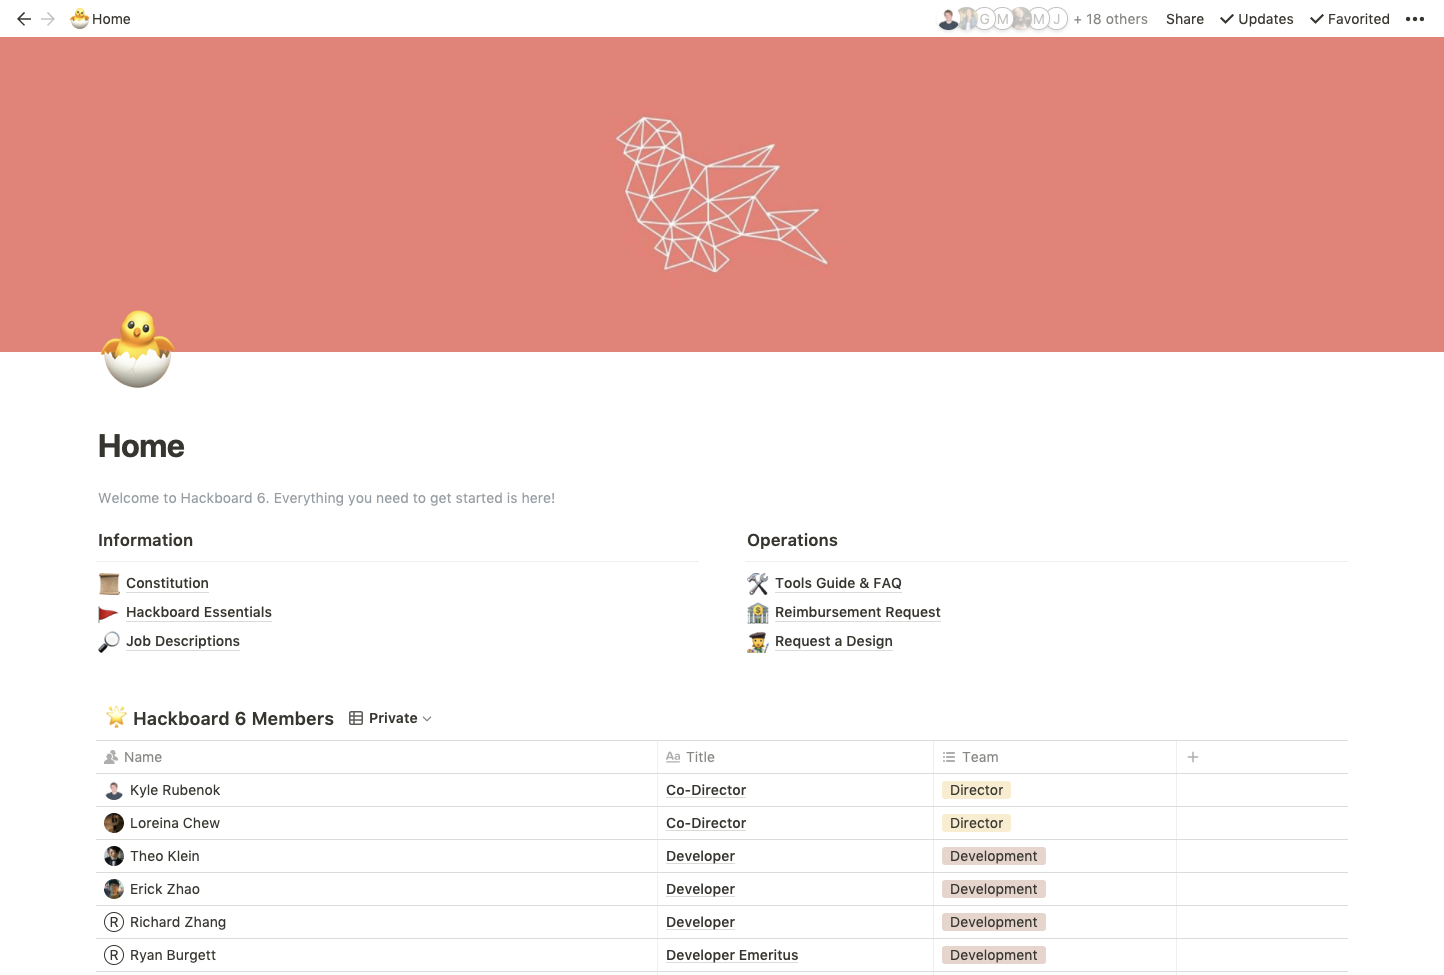 Home
G M M J + 18 others Share Updates Favorited
Home
Welcome to Hackboard 6. Everything you need to get started is here!
Information
Constitution
Hackboard Essentials
Job Descriptions
Operations
Tools Guide & FAQ
Reimbursement Request
Request a Design
Hackboard 6 Members Private
Name Aa Title Team +
Kyle Rubenok Co-Director Director
Loreina Chew Co-Director Director
Theo Klein Developer Development
Erick Zhao Developer Development
R Richard Zhang Developer Development
R Ryan Burgett Developer Emeritus Development